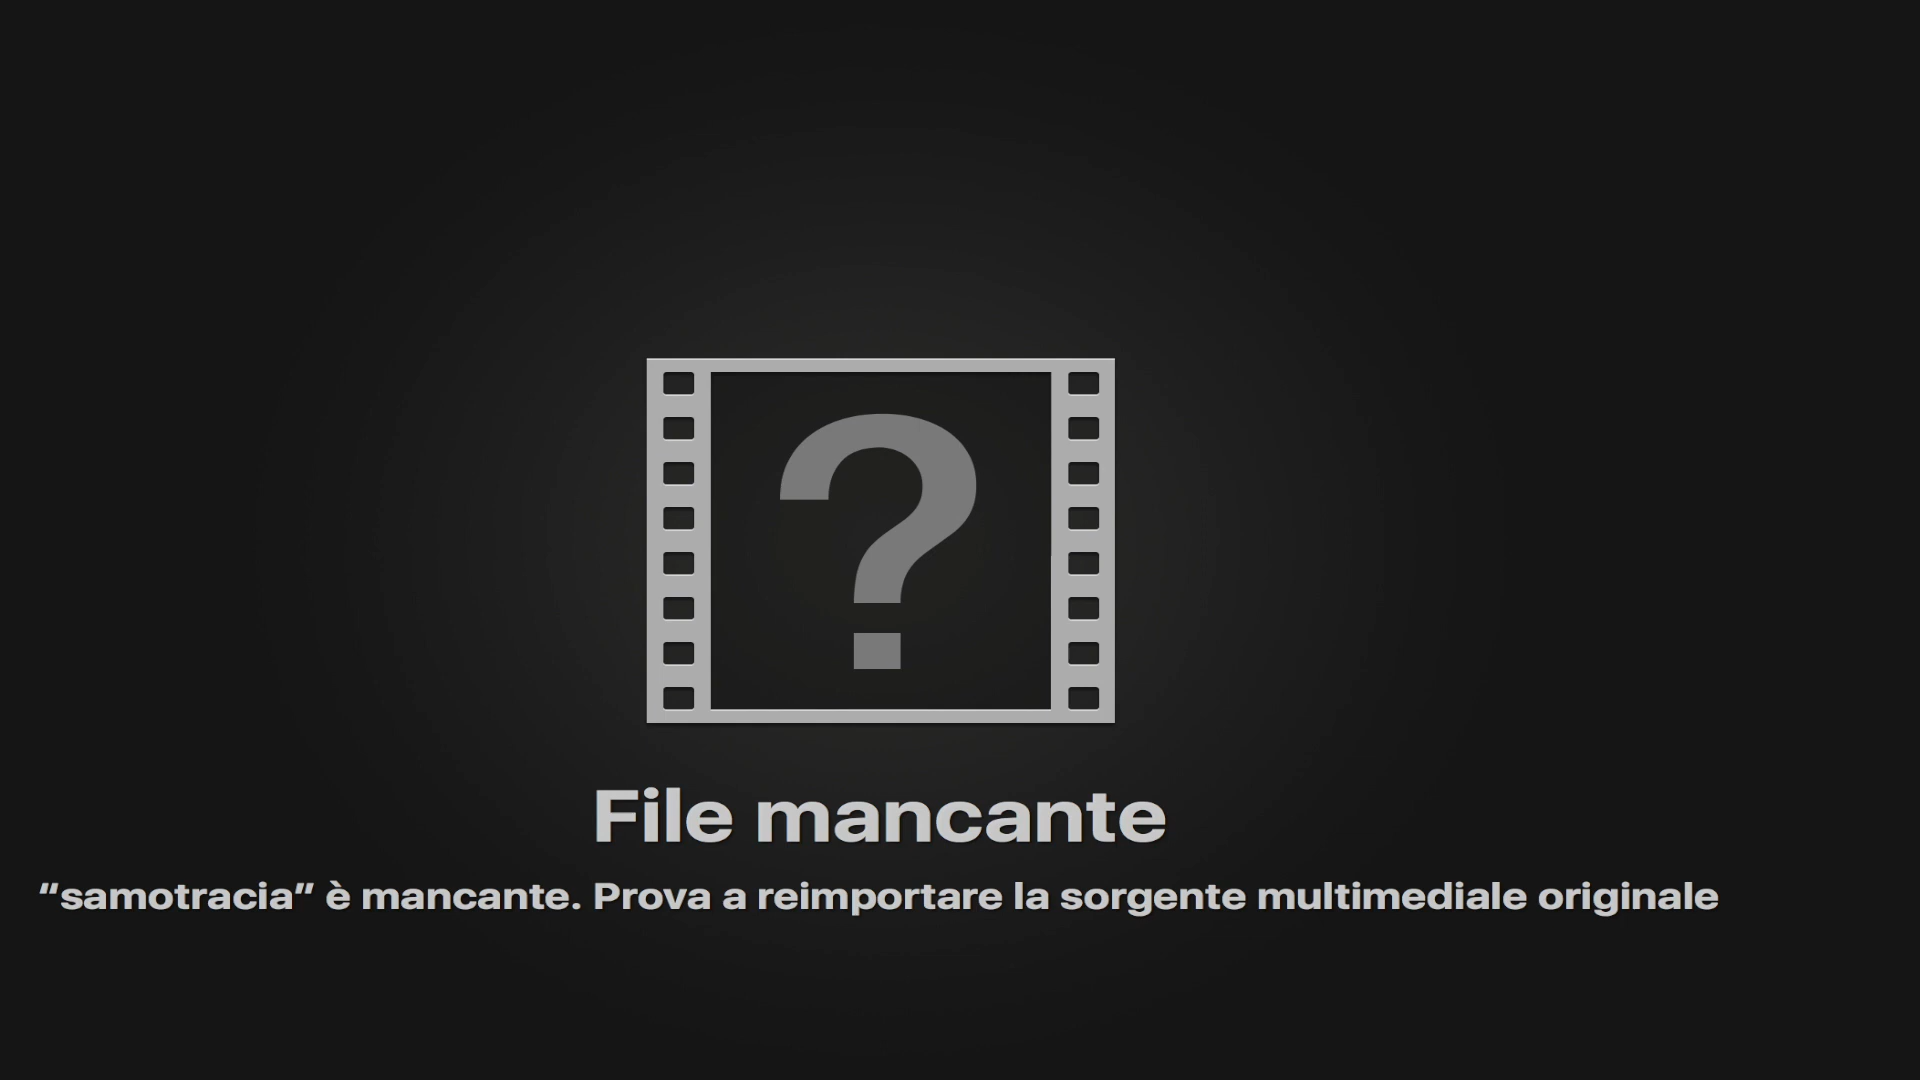 ?
File mancante
“samotracia” è mancante. Prova a reimportare la sorgente multimediale originale